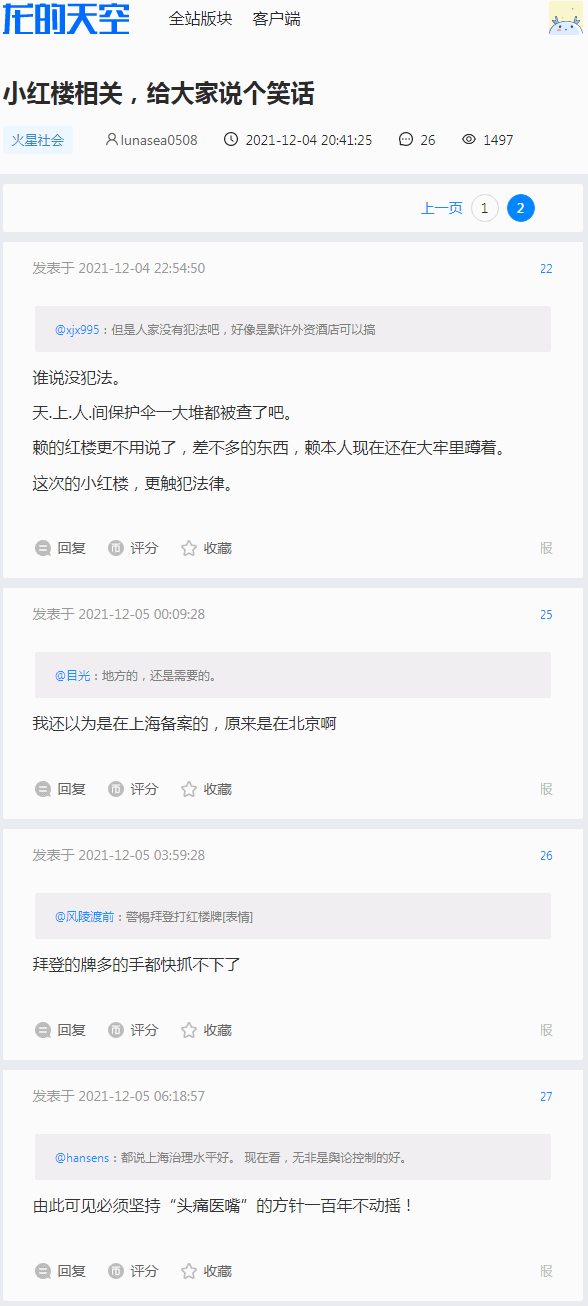 龙的天空
全站版块 客户端
小红楼相关，给大家说个笑话
火星社会 lunasea0508 2021-12-04 20:41:25 26 1497
上一页 1 2
发表于 2021-12-04 22:54:50 22
@xjx995：但是人家没有犯法吧，好像是默许外资酒店可以搞
谁说没犯法。
天.上.人.间保护伞一大堆都被查了吧。
赖的红楼更不用说了，差不多的东西，赖本人现在还在大牢里蹲着。
这次的小红楼，更触犯法律。
回复 评分 收藏 报
发表于 2021-12-05 00:09:28 25
@目光：地方的，还是需要的。
我还以为是在上海备案的，原来是在北京啊
回复 评分 收藏 报
发表于 2021-12-05 03:59:28 26
@风陵渡前：警惕拜登打红楼牌[表情]
拜登的牌多的手都快抓不下了
回复 评分 收藏 报
发表于 2021-12-05 06:18:57 27
@hansens：都说上海治理水平好。 现在看，无非是舆论控制的好。
由此可见必须坚持“头痛医嘴”的方针一百年不动摇！
回复 评分 收藏 报